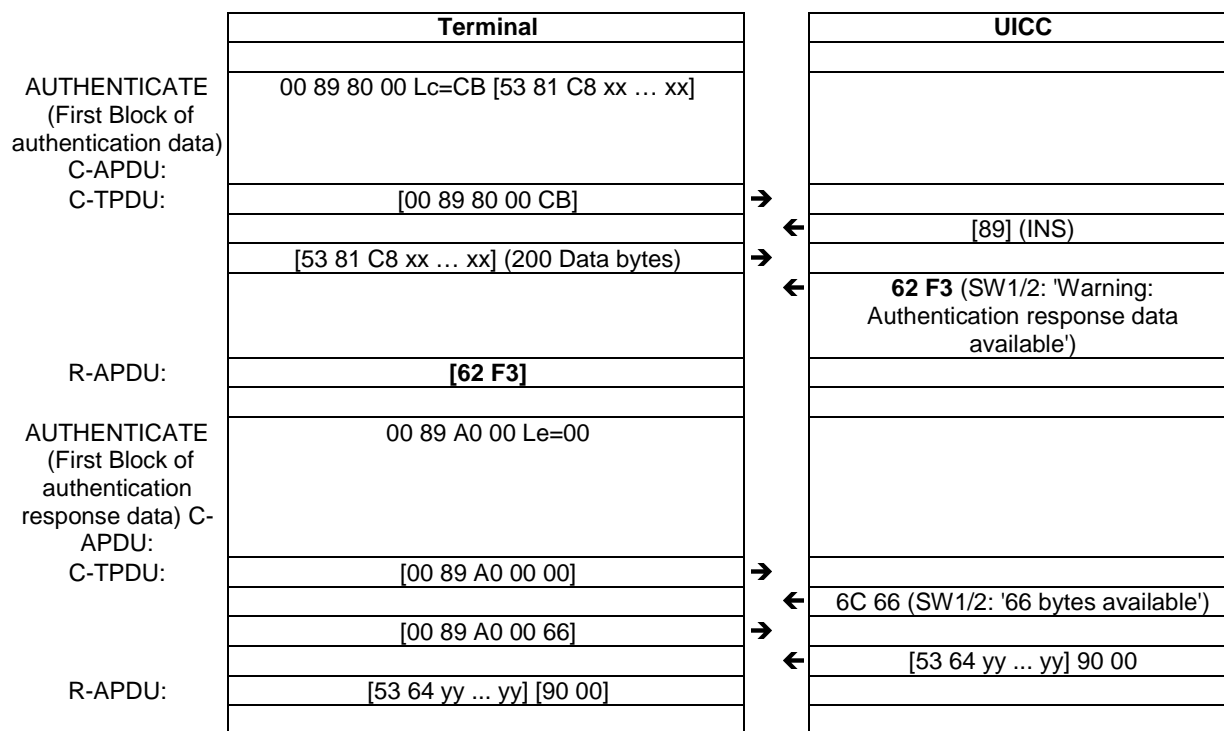 Terminal UICC
AUTHENTICATE 00 89 80 00 Lc=CB [53 81 C8 xx … xx]
(First Block of
authentication data)
C-APDU:
C-TPDU: [00 89 80 00 CB] →
← [89] (INS)
[53 81 C8 xx … xx] (200 Data bytes) →
← 62 F3 (SW1/2: 'Warning:
Authentication response data
available')
R-APDU: [62 F3]
AUTHENTICATE 00 89 A0 00 Le=00
(First Block of
authentication
response data) C-
APDU:
C-TPDU: [00 89 A0 00 00] →
← 6C 66 (SW1/2: '66 bytes available')
[00 89 A0 00 66] →
← [53 64 yy ... yy] 90 00
R-APDU: [53 64 yy ... yy] [90 00]